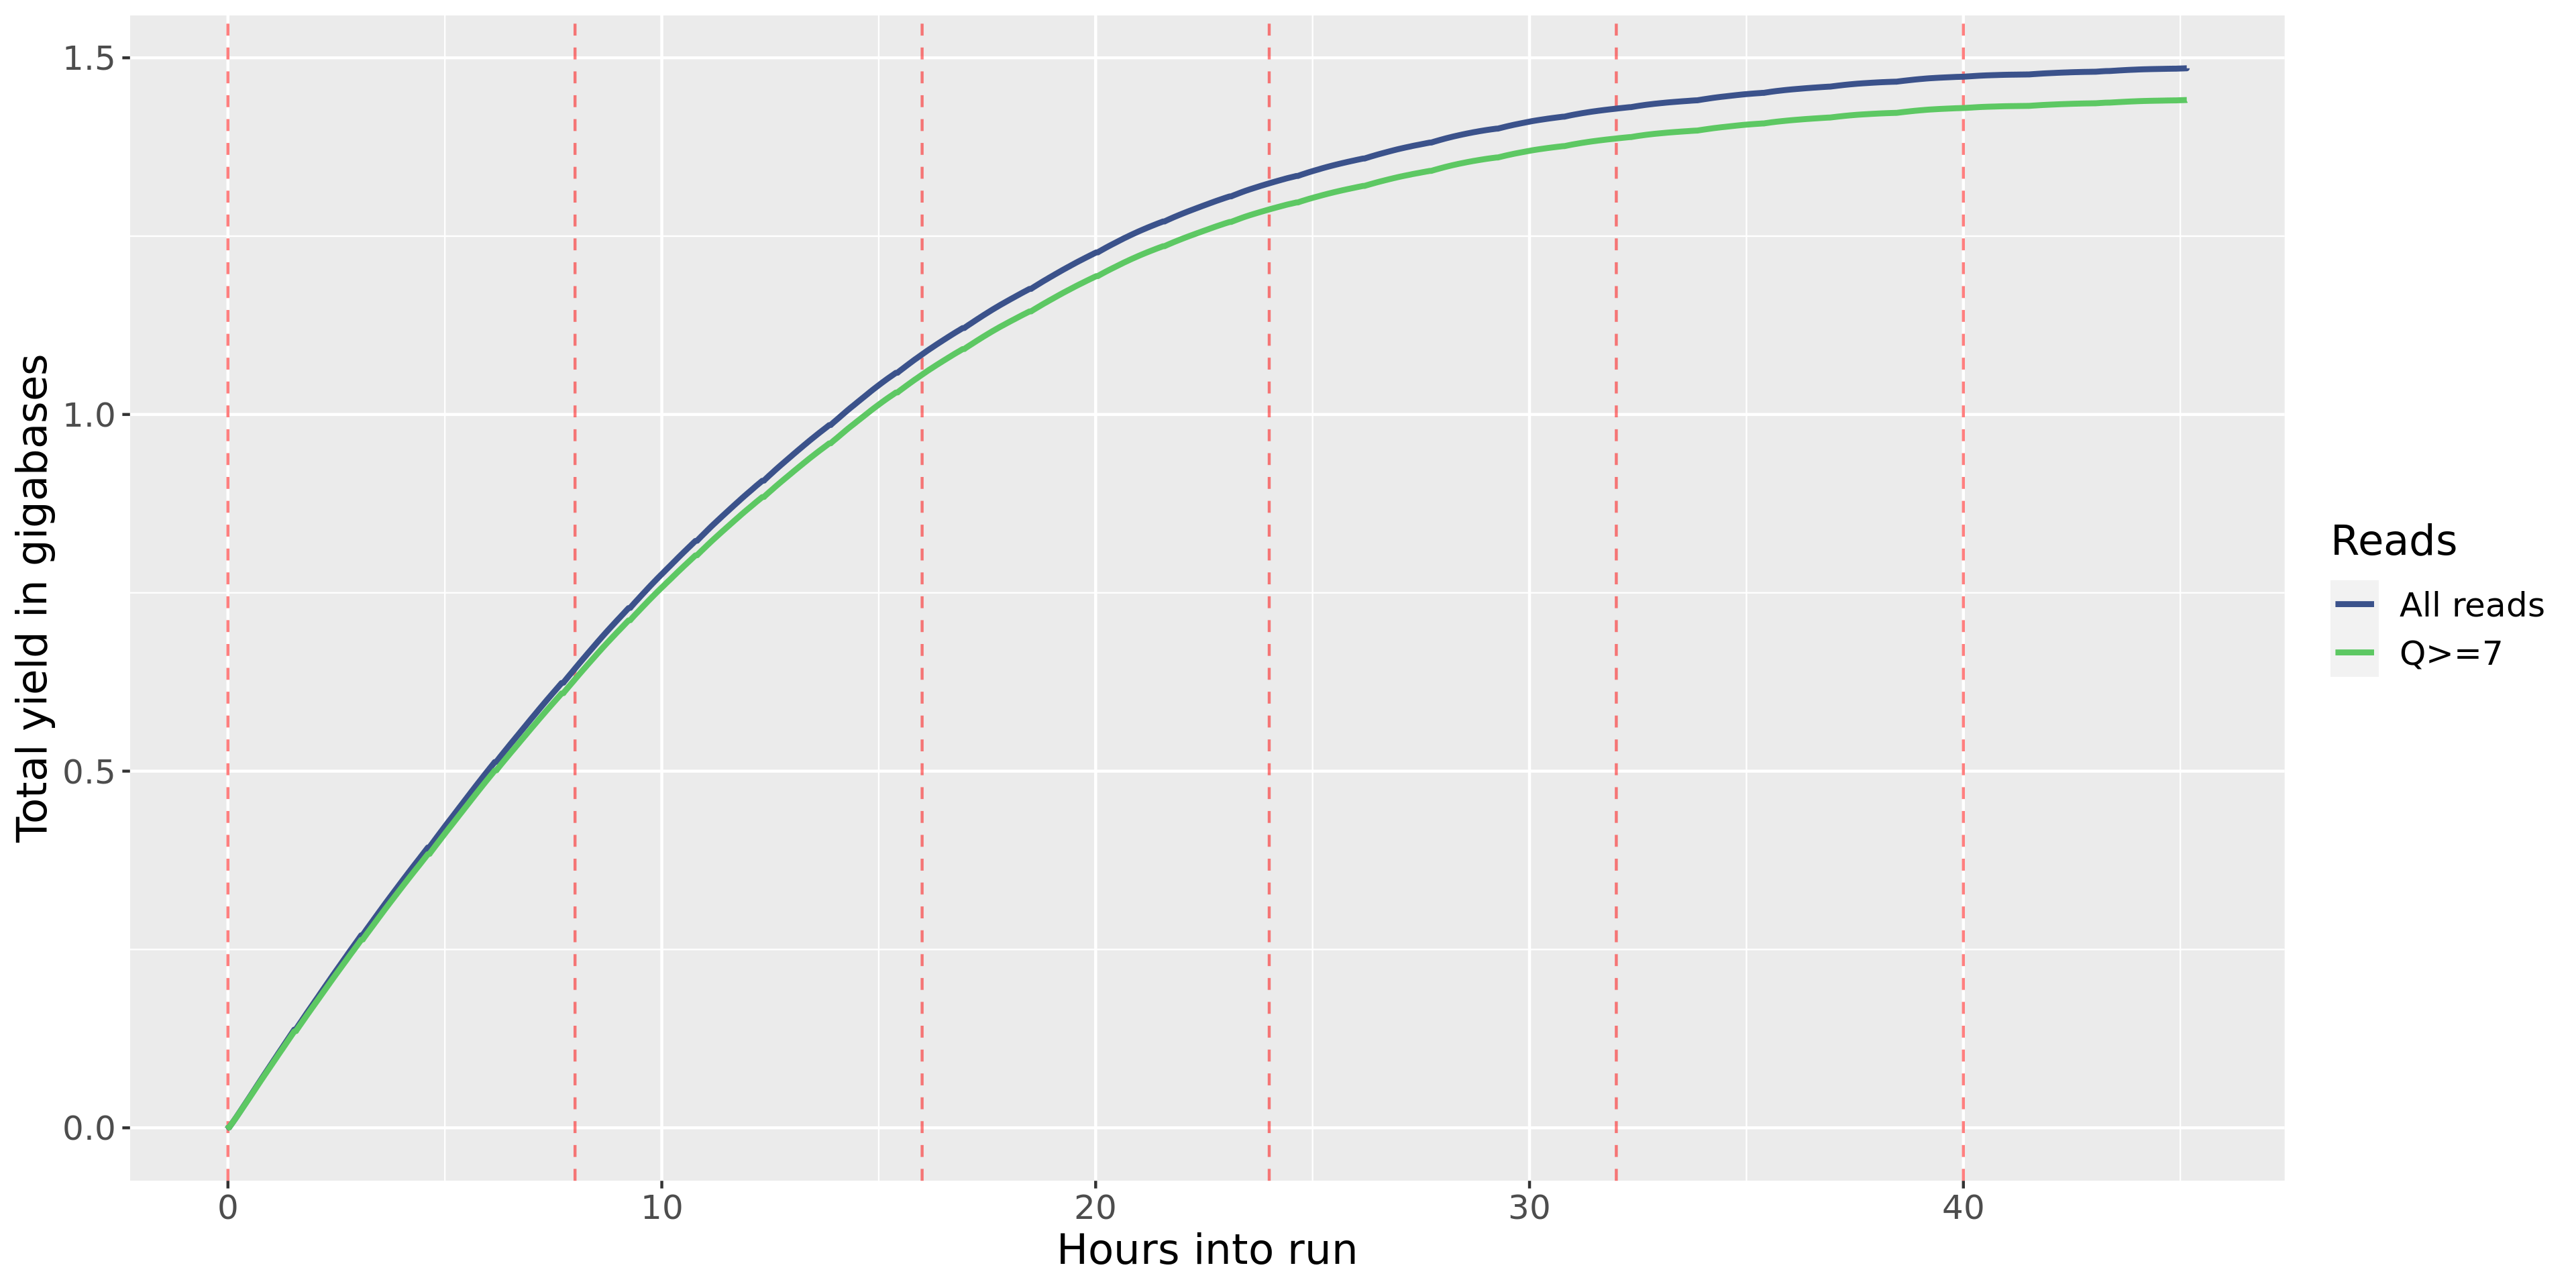 1.5
1.0
0.5
0.0
Total yield in gigabases
0 10 20 30 40
Hours into run
Reads
All reads
Q>=7